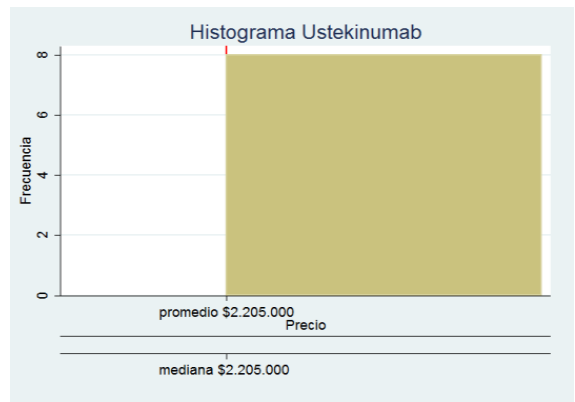 Histograma Ustekinumab
8
6
4
2
0
Frecuencia
promedio $2.205.000
Precio
mediana $2.205.000